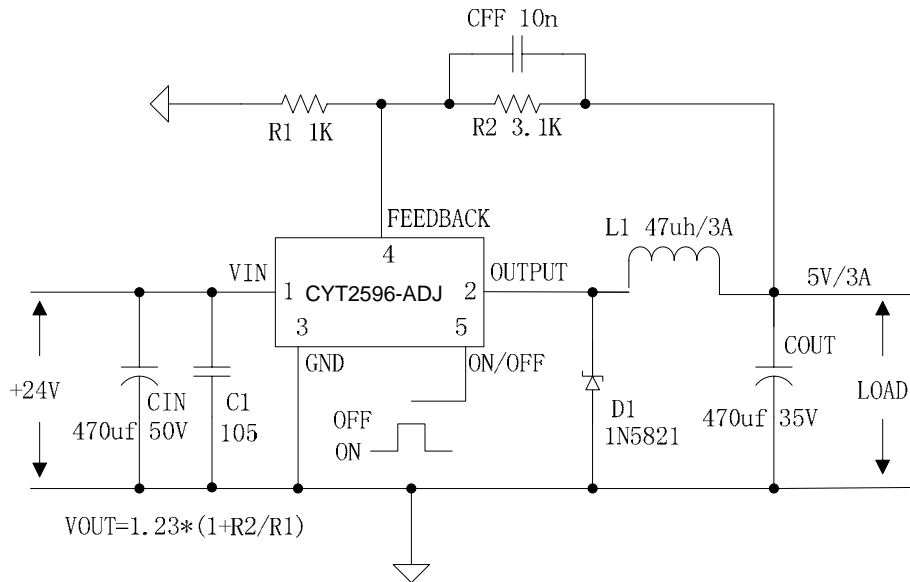 CFF 10n
R1 1K
R2 3.1K
FEEDBACK
4
L1 47uh/3A
VIN
OUTPUT
5V/3A
1 CYT2596-ADJ 2
3
5
GND
ON/OFF
COUT
+24V
CIN
C1
OFF
D1
LOAD
470uf 50V
105
ON
1N5821
470uf 35V
VOUT=1.23*(1+R2/R1)